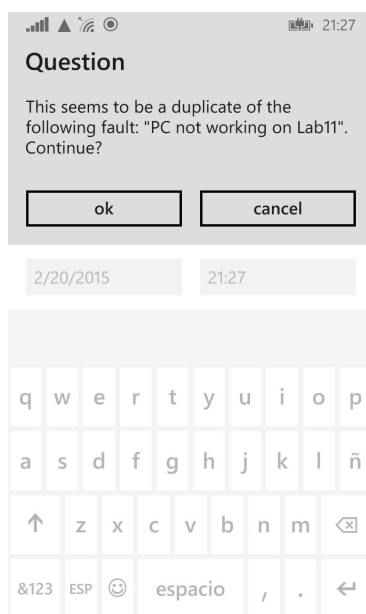 21:27
Question
This seems to be a duplicate of the
following fault: "PC not working on Lab11".
Continue?
ok cancel
2/20/2015 21:27
q w e r t y u i o p
a s d f g h j k l ñ
z x c v b n m
&123 ESP espacio , .